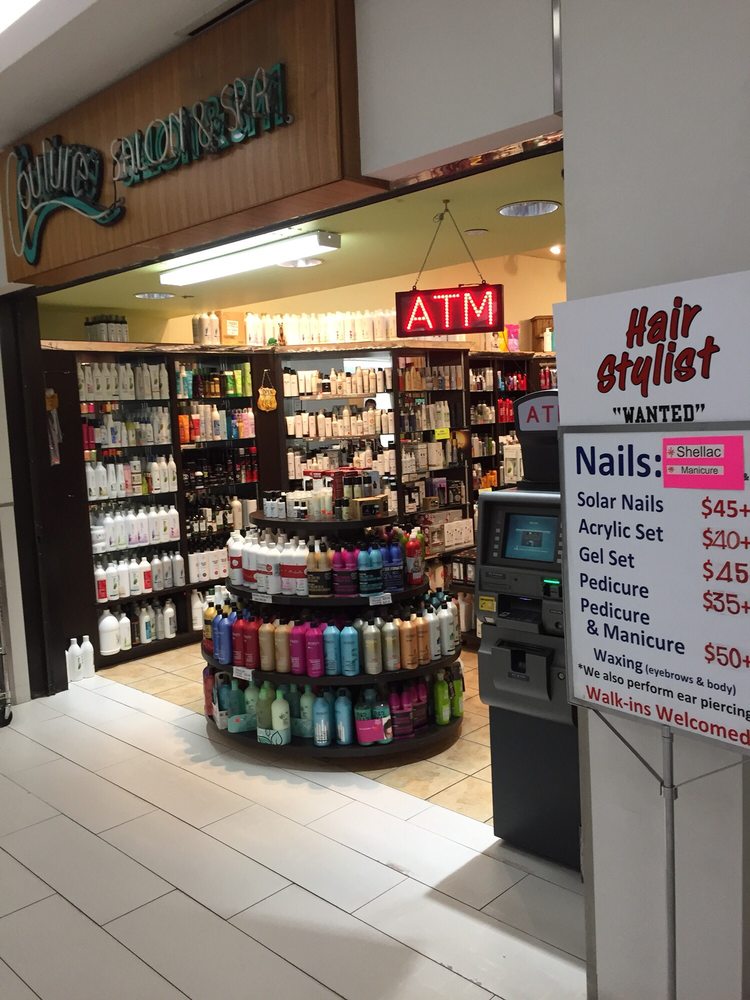 Couture
SALON & SPA
ATM
AT
Hair
Stylist
"WANTED"
Nails:
Shellac
Manicure
&
Solar Nails $45+
Acrylic Set $40+
Gel Set $45
Pedicure $35+
Pedicure
& Manicure $50+
Waxing (eyebrows & body)
*We also perform ear piercing
Walk-ins Welcomed